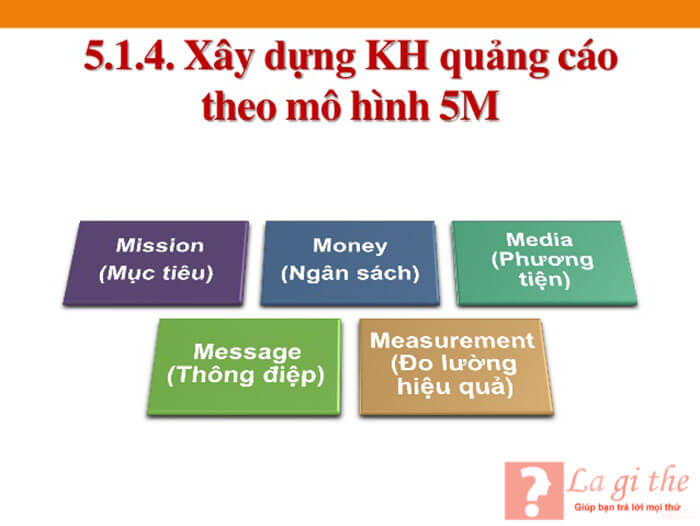 5.1.4. Xây dựng KH quảng cáo
theo mô hình 5M
Mission
(Mục tiêu)
Money
(Ngân sách)
Media
(Phương
tiện)
Message
(Thông điệp)
Measurement
(Đo lường
hiệu quả)
?
La gi the
Giúp bạn trả lời mọi thứ